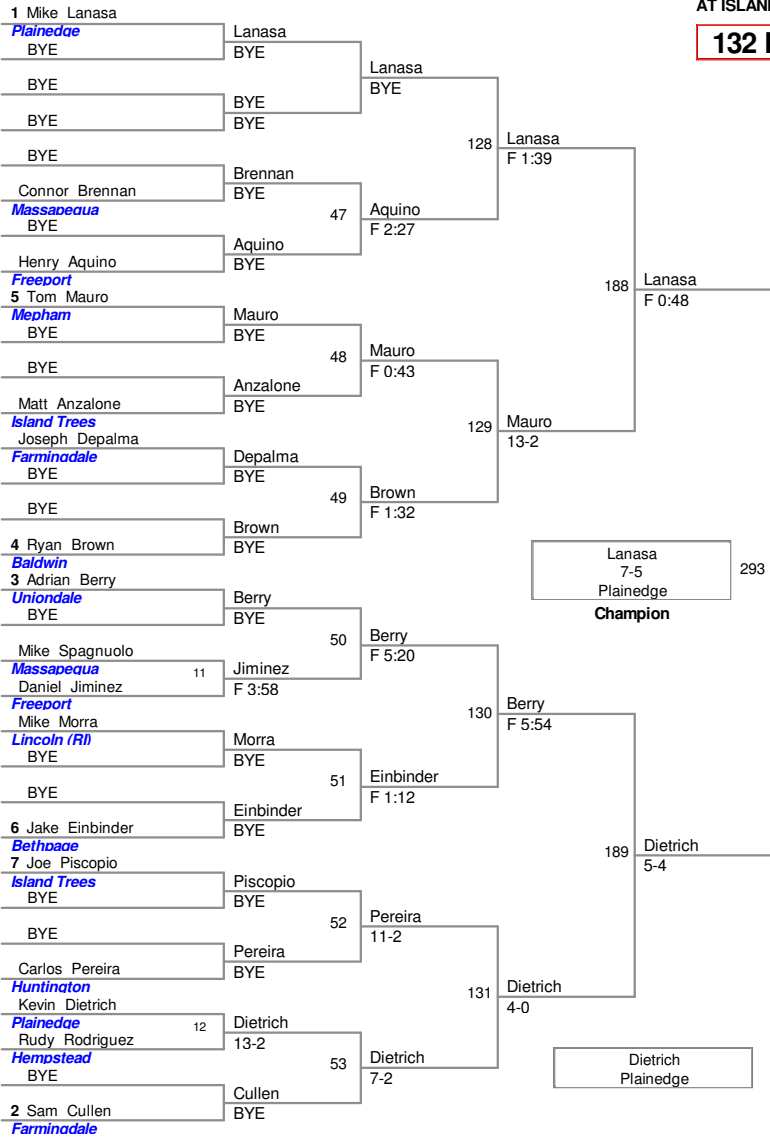 AT ISLAN
132
1 Mike Lanasa
Plainedge
BYE
BYE
BYE
BYE
Connor Brennan
Massapequa
BYE
Henry Aquino
Freeport
5 Tom Mauro
Mepham
BYE
BYE
Matt Anzalone
Island Trees
Joseph Depalma
Farmingdale
BYE
BYE
4 Ryan Brown
Baldwin
3 Adrian Berry
Uniondale
BYE
Mike Spagnuolo
Massapequa
11
Daniel Jiminez
Freeport
Mike Morra
Lincoln (RI)
BYE
BYE
6 Jake Einbinder
Bethpage
7 Joe Piscopio
Island Trees
BYE
BYE
Carlos Pereira
Huntington
Kevin Dietrich
Plainedge
12
Rudy Rodriguez
Hempstead
BYE
2 Sam Cullen
Farmingdale
Lanasa
BYE
BYE
BYE
Brennan
BYE
47
Aquino
BYE
Mauro
BYE
48
Anzalone
BYE
Depalma
BYE
49
Brown
BYE
Berry
BYE
50
Jiminez
F 3:58
Morra
BYE
51
Einbinder
BYE
Piscopio
BYE
52
Pereira
BYE
Dietrich
13-2
53
Cullen
BYE
Lanasa
BYE
128
Aquino
F 2:27
Mauro
F 0:43
129
Brown
F 1:32
Berry
F 5:20
130
Einbinder
F 1:12
Pereira
11-2
131
Dietrich
7-2
Lanasa
F 1:39
188
Mauro
13-2
Berry
F 5:54
189
Dietrich
4-0
Lanasa
F 0:48
Dietrich
5-4
Lanasa
7-5
Plainedge
293
Champion
Dietrich
Plainedge